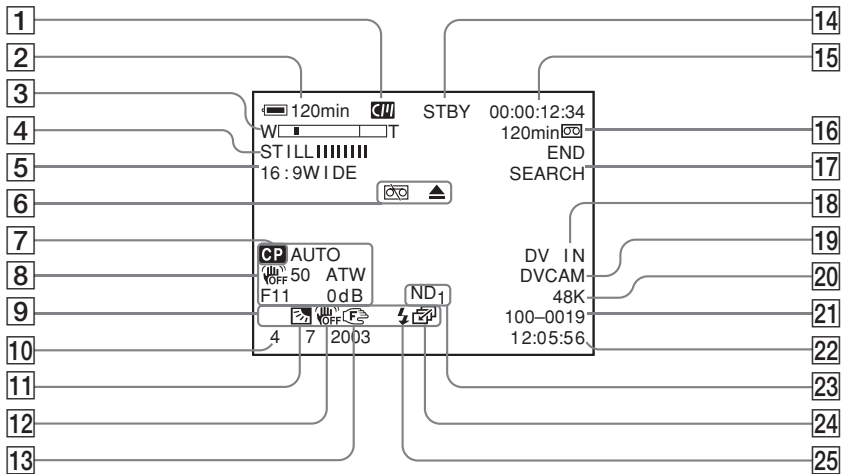 1
2
3
4
5
6
7
8
9
10
11
12
13
14
15
16
17
18
19
20
21
22
23
24
25
120min STBY 00:00:12:34
W T 120min
STILL END
16:9WIDE SEARCH
CP AUTO DV IN
OFF 50 ATW DVCAM
F11 0dB ND1 48K
OFF F 100–0019
4 7 2003 12:05:56